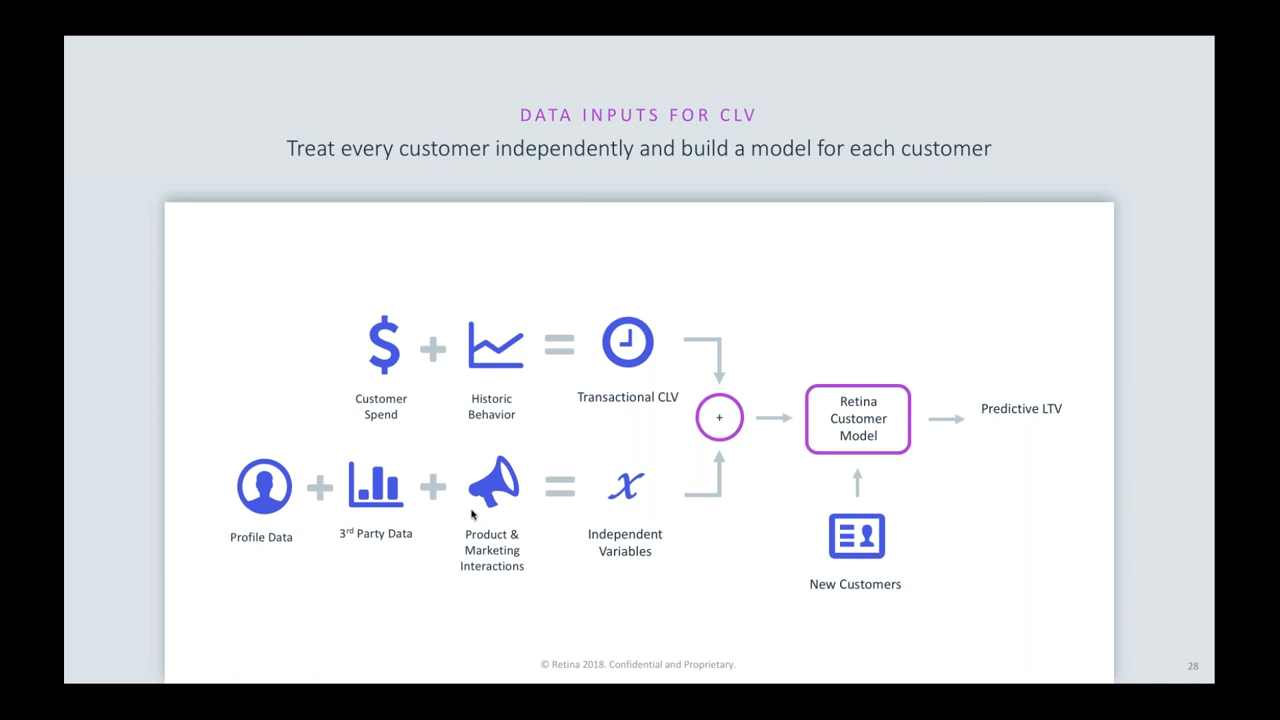 DATA INPUTS FOR CLV
Treat every customer independently and build a model for each customer
Customer
Spend
+
Historic
Behavior
=
Transactional CLV
Profile Data
+
3rd Party Data
+
Product &
Marketing
Interactions
=
x
Independent
Variables
+
Retina
Customer
Model
Predictive LTV
New Customers
© Retina 2018. Confidential and Proprietary.
28